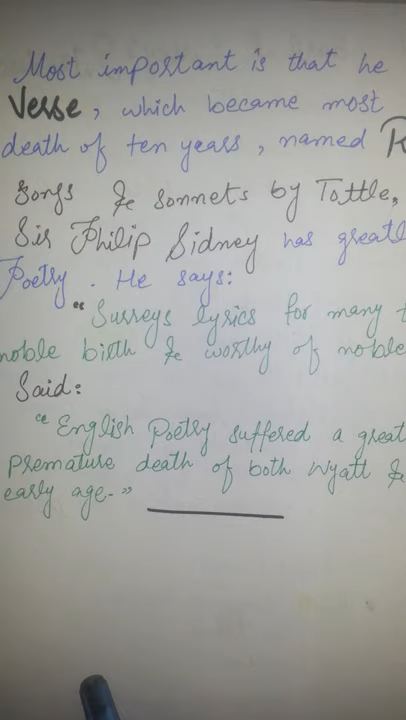 Most important is that he
Verse, which became most
death of ten years, named R
Songs & sonnets by Tottle,
Sir Philip Sidney has greatl
Poetry. He says:
"Surreys lyrics for many t
noble birth & worthy of noble
Said:
"English Poetry suffered a great
Premature death of both Wyatt &
early age."